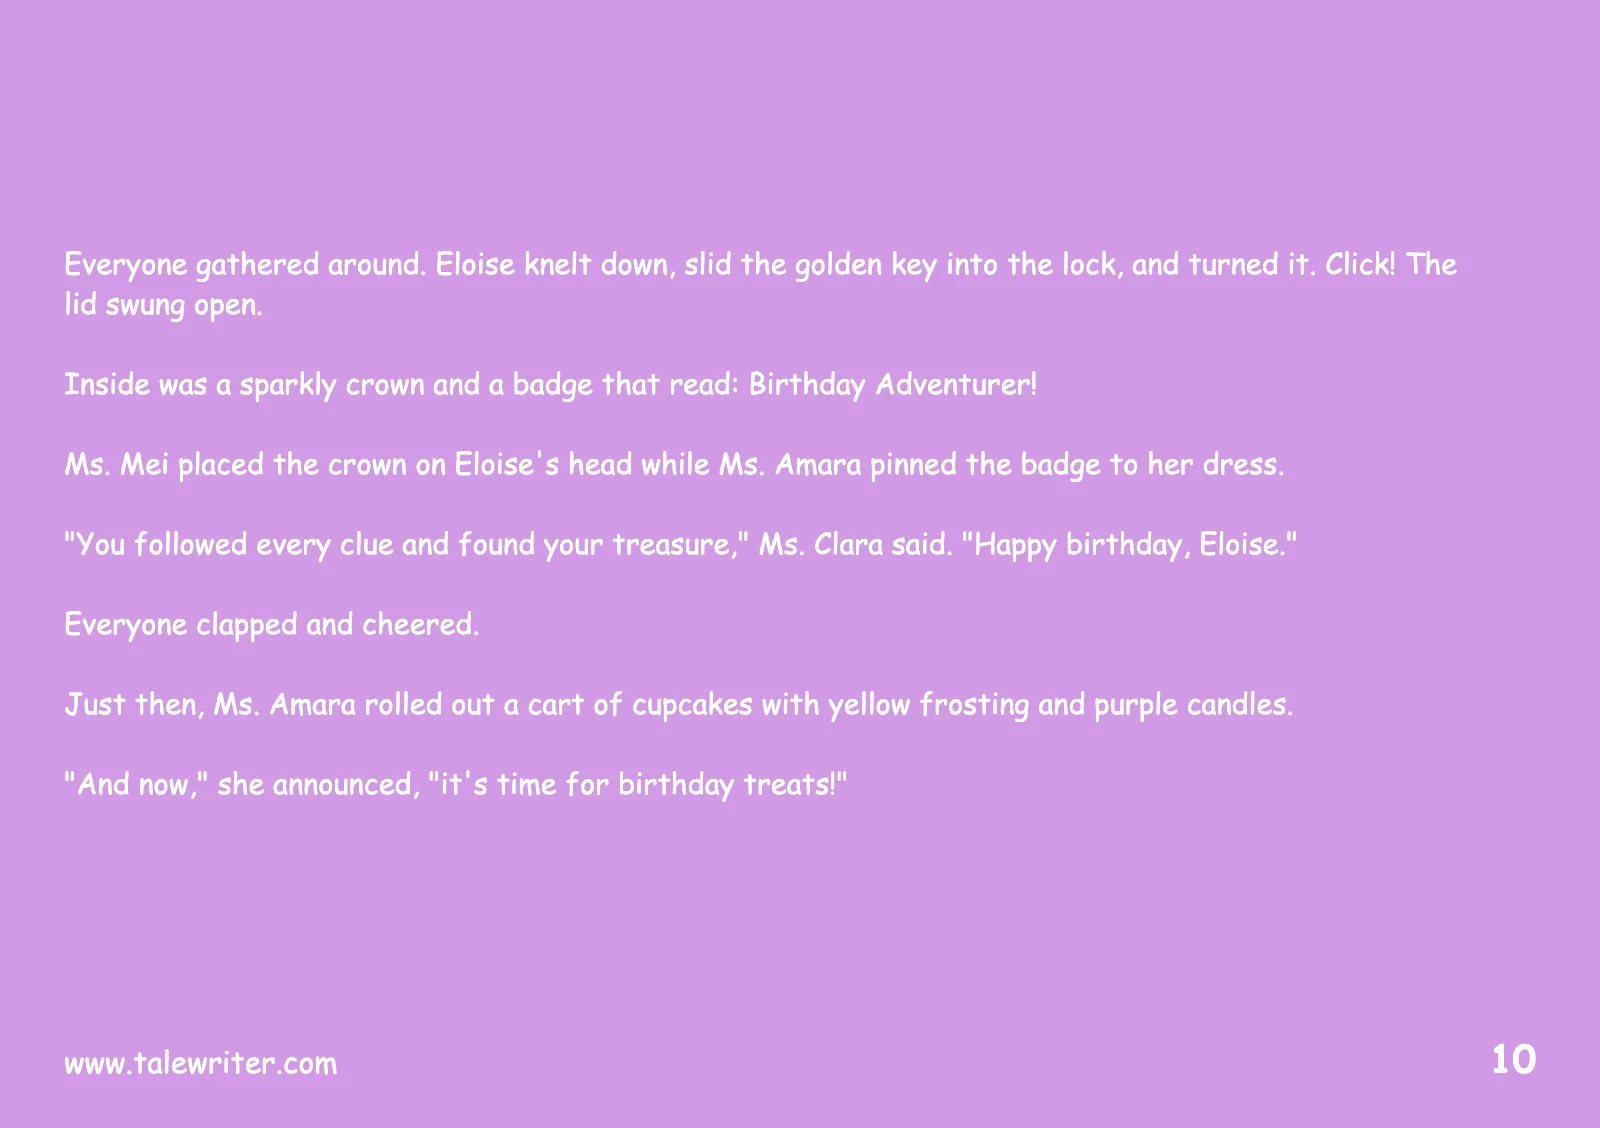 Everyone gathered around. Eloise knelt down, slid the golden key into the lock, and turned it. Click! The
lid swung open.
Inside was a sparkly crown and a badge that read: Birthday Adventurer!
Ms. Mei placed the crown on Eloise's head while Ms. Amara pinned the badge to her dress.
"You followed every clue and found your treasure," Ms. Clara said. "Happy birthday, Eloise."
Everyone clapped and cheered.
Just then, Ms. Amara rolled out a cart of cupcakes with yellow frosting and purple candles.
"And now," she announced, "it's time for birthday treats!"
www.talewriter.com
10